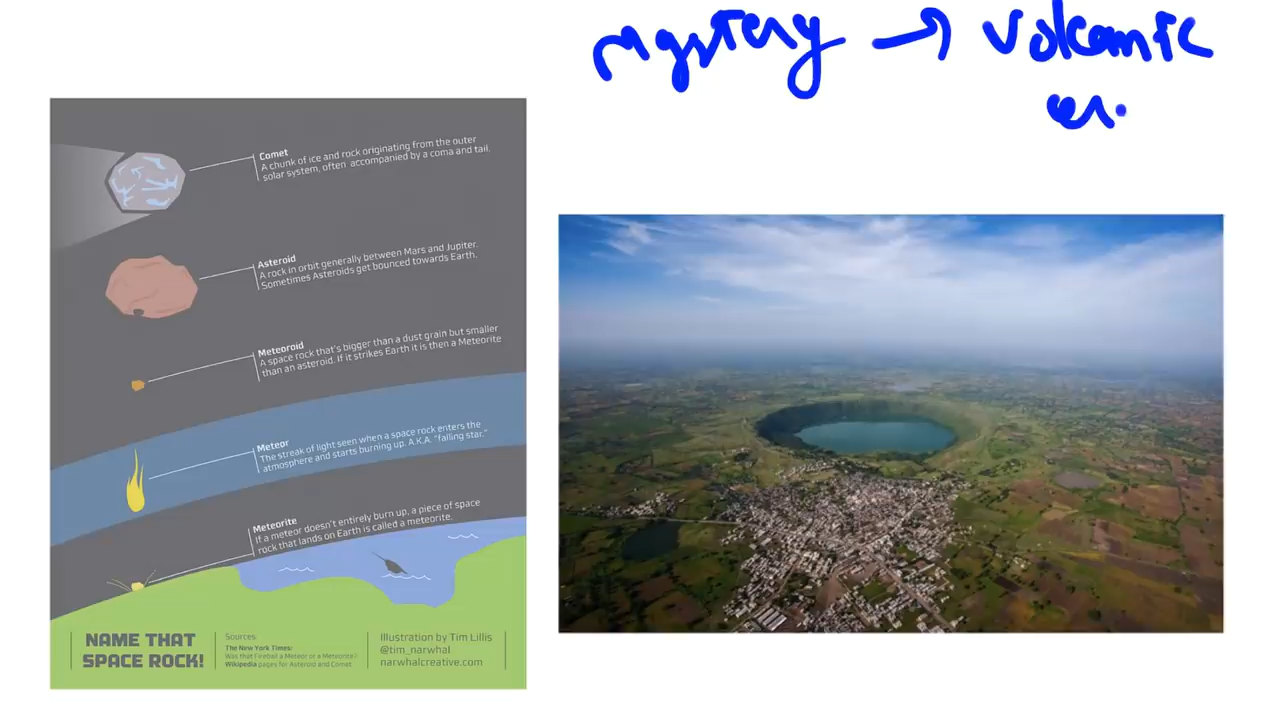 mystery → volcanic
er.
Comet
A chunk of ice and rock originating from the outer
solar system, often accompanied by a coma and tail.
Asteroid
A rock in orbit generally between Mars and Jupiter.
Sometimes Asteroids get bounced towards Earth.
Meteoroid
A space rock that's bigger than a dust grain but smaller
than an asteroid. If it strikes Earth it is then a Meteorite
Meteor
The streak of light seen when a space rock enters the
atmosphere and starts burning up. A.K.A. "falling star."
Meteorite
If a meteor doesn't entirely burn up, a piece of space
rock that lands on Earth is called a meteorite.
NAME THAT
SPACE ROCK!
Sources:
The New York Times:
Was that Fireball a Meteor or a Meteorite?
Wikipedia pages for Asteroid and Comet
Illustration by Tim Lillis
@tim_narwhal
narwhalcreative.com